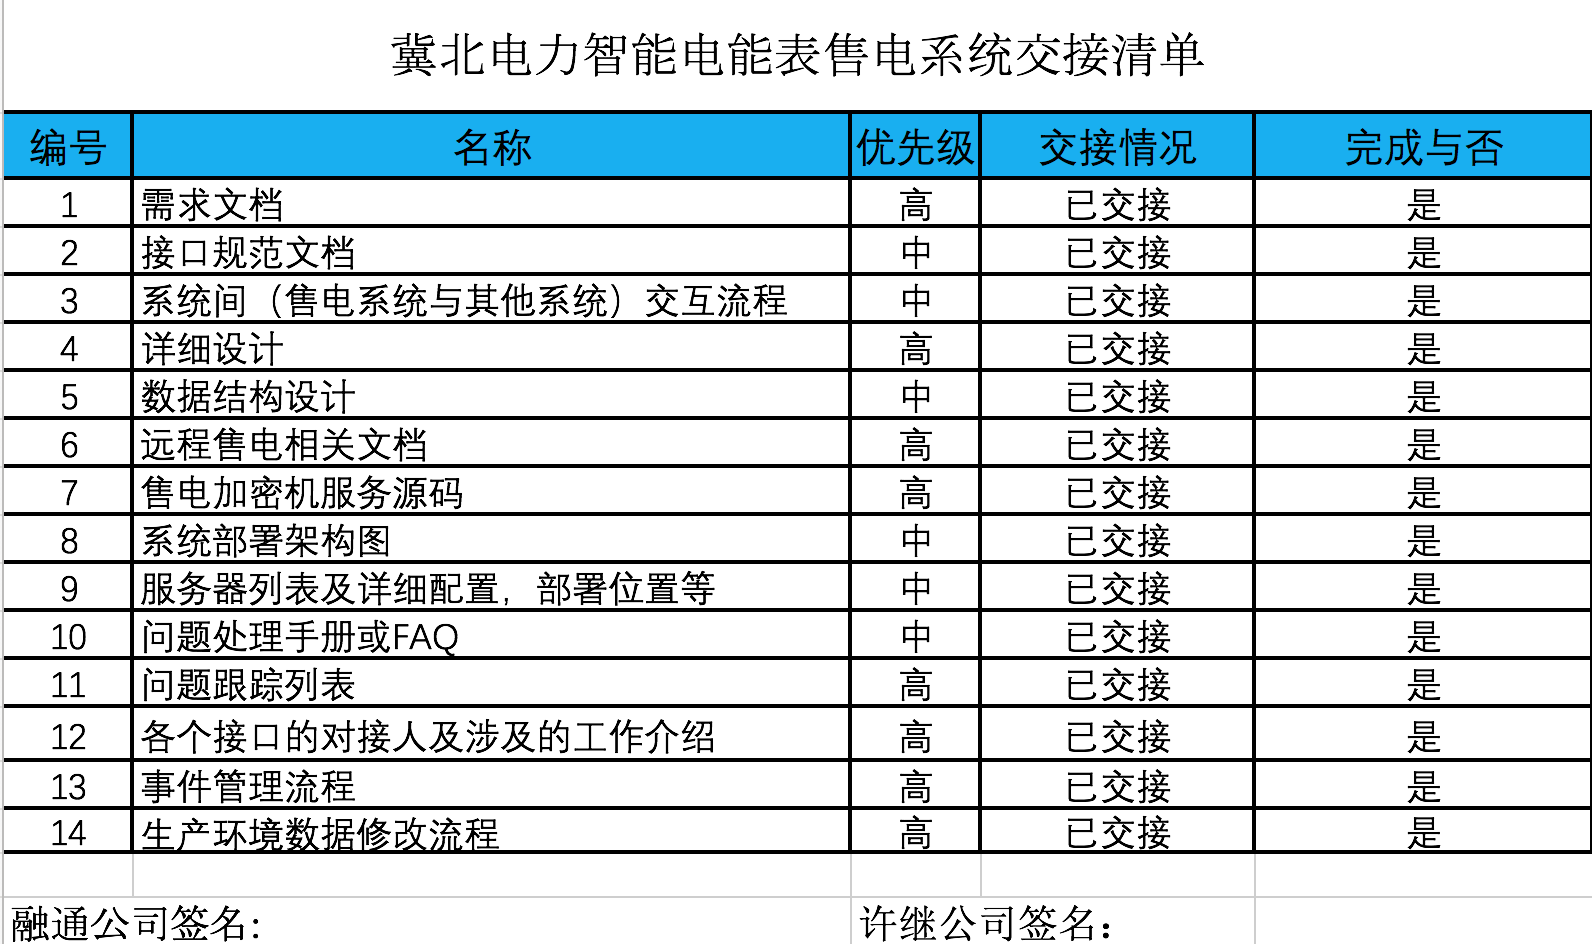 冀北电力智能电能表售电系统交接清单
编号 名称 优先级 交接情况 完成与否
1 需求文档 高 已交接 是
2 接口规范文档 中 已交接 是
3 系统间（售电系统与其他系统）交互流程 中 已交接 是
4 详细设计 高 已交接 是
5 数据结构设计 中 已交接 是
6 远程售电相关文档 高 已交接 是
7 售电加密机服务源码 高 已交接 是
8 系统部署架构图 中 已交接 是
9 服务器列表及详细配置，部署位置等 中 已交接 是
10 问题处理手册或FAQ 中 已交接 是
11 问题跟踪列表 高 已交接 是
12 各个接口的对接人及涉及的工作介绍 高 已交接 是
13 事件管理流程 高 已交接 是
14 生产环境数据修改流程 高 已交接 是
融通公司签名: 许继公司签名：